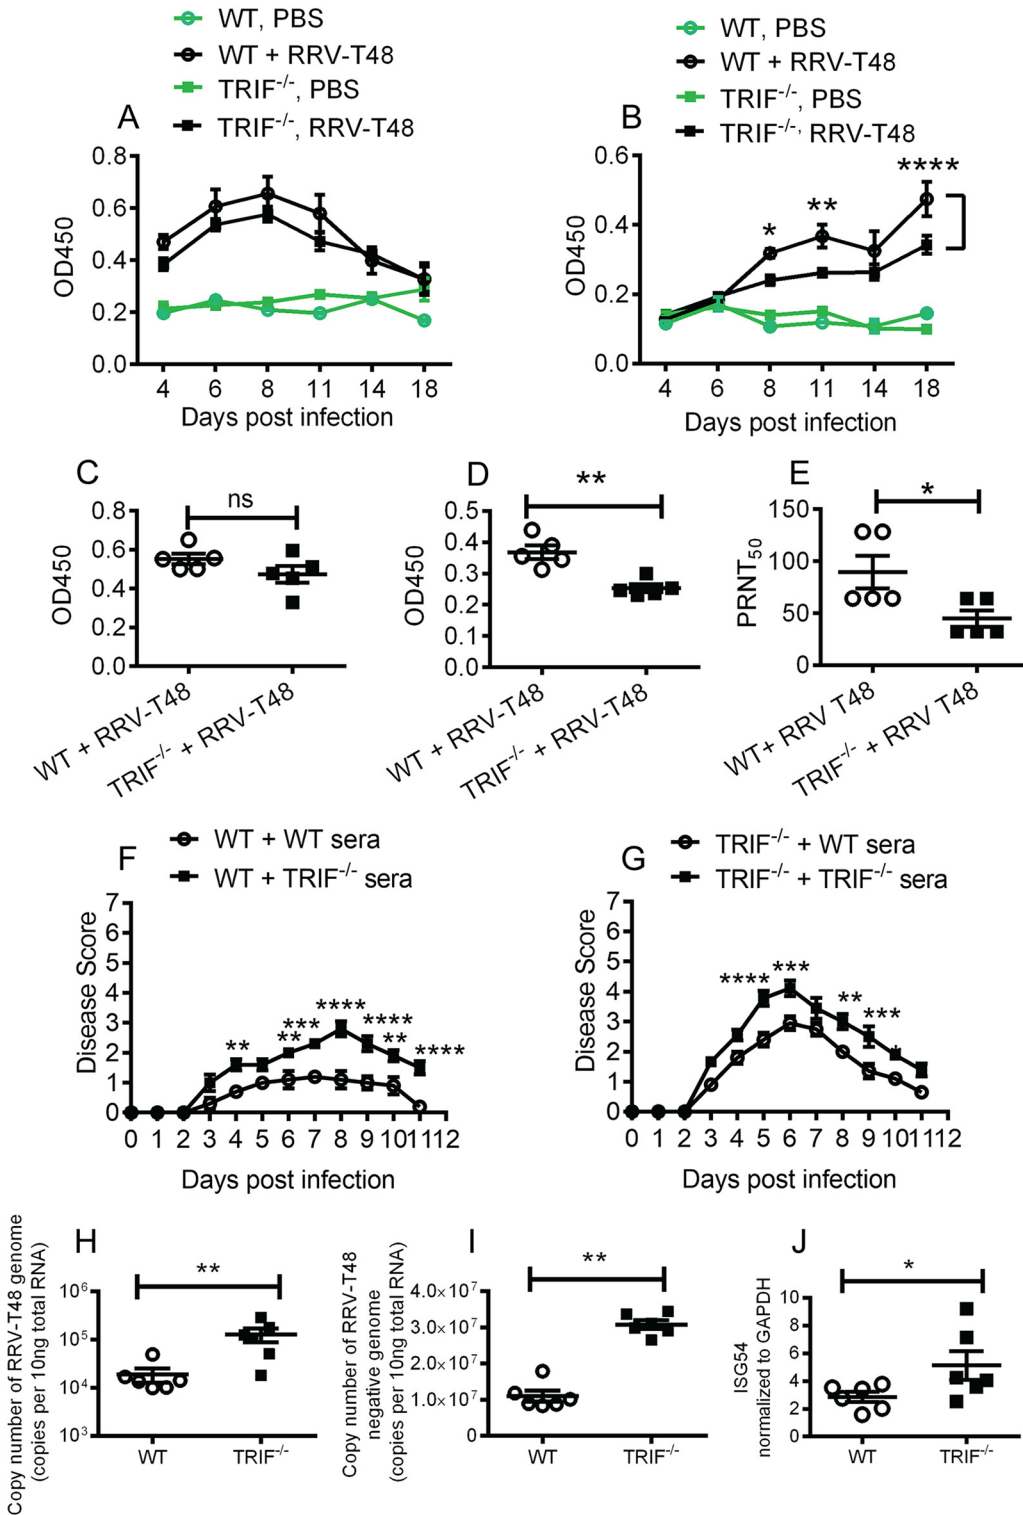 WT, PBS
WT + RRV-T48
TRIF-/-, PBS
TRIF-/-, RRV-T48
A
OD450
0.8
0.6
0.4
0.2
0.0
4 6 8 11 14 18
Days post infection
WT, PBS
WT + RRV-T48
TRIF-/-, PBS
TRIF-/-, RRV-T48
B
OD450
0.6
0.4
0.2
0.0
* ** ****
4 6 8 11 14 18
Days post infection
C
ns
OD450
0.8
0.6
0.4
0.2
0.0
WT + RRV-T48
TRIF-/- + RRV-T48
D
**
OD450
0.5
0.4
0.3
0.2
0.1
0.0
WT + RRV-T48
TRIF-/- + RRV-T48
E
*
PRNT50
150
100
50
0
WT+ RRV T48
TRIF-/- + RRV T48
F
WT + WT sera
WT + TRIF-/- sera
Disease Score
7
6
5
4
3
2
1
0
** ** *** **** **** ** ****
0 1 2 3 4 5 6 7 8 9 10 11 12
Days post infection
G
TRIF-/- + WT sera
TRIF-/- + TRIF-/- sera
Disease Score
7
6
5
4
3
2
1
0
**** *** ** *** *
0 1 2 3 4 5 6 7 8 9 10 11 12
Days post infection
H
**
Copy number of RRV-T48 genome
(copies per 10ng total RNA)
10^6
10^5
10^4
10^3
WT TRIF-/-
I
**
Copy number of RRV-T48
negative genome
(copies per 10ng total RNA)
4.0×10^7
3.0×10^7
2.0×10^7
1.0×10^7
0
WT TRIF-/-
J
*
ISG54
normalized to GAPDH
10
8
6
4
2
0
WT TRIF-/-